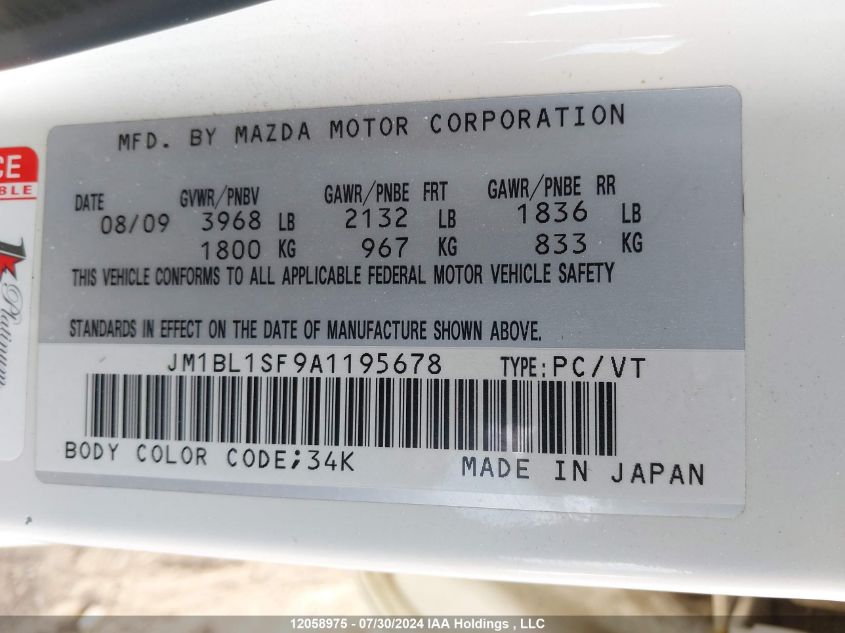 MFD. BY MAZDA MOTOR CORPORATION
DATE GVWR/PNBV GAWR/PNBE FRT GAWR/PNBE RR
08/09 3968 LB 2132 LB 1836 LB
1800 KG 967 KG 833 KG
THIS VEHICLE CONFORMS TO ALL APPLICABLE FEDERAL MOTOR VEHICLE SAFETY
STANDARDS IN EFFECT ON THE DATE OF MANUFACTURE SHOWN ABOVE.
JM1BL1SF9A1195678 TYPE:PC/VT
BODY COLOR CODE;34K MADE IN JAPAN
Platinum
12058975 - 07/30/2024 IAA Holdings , LLC